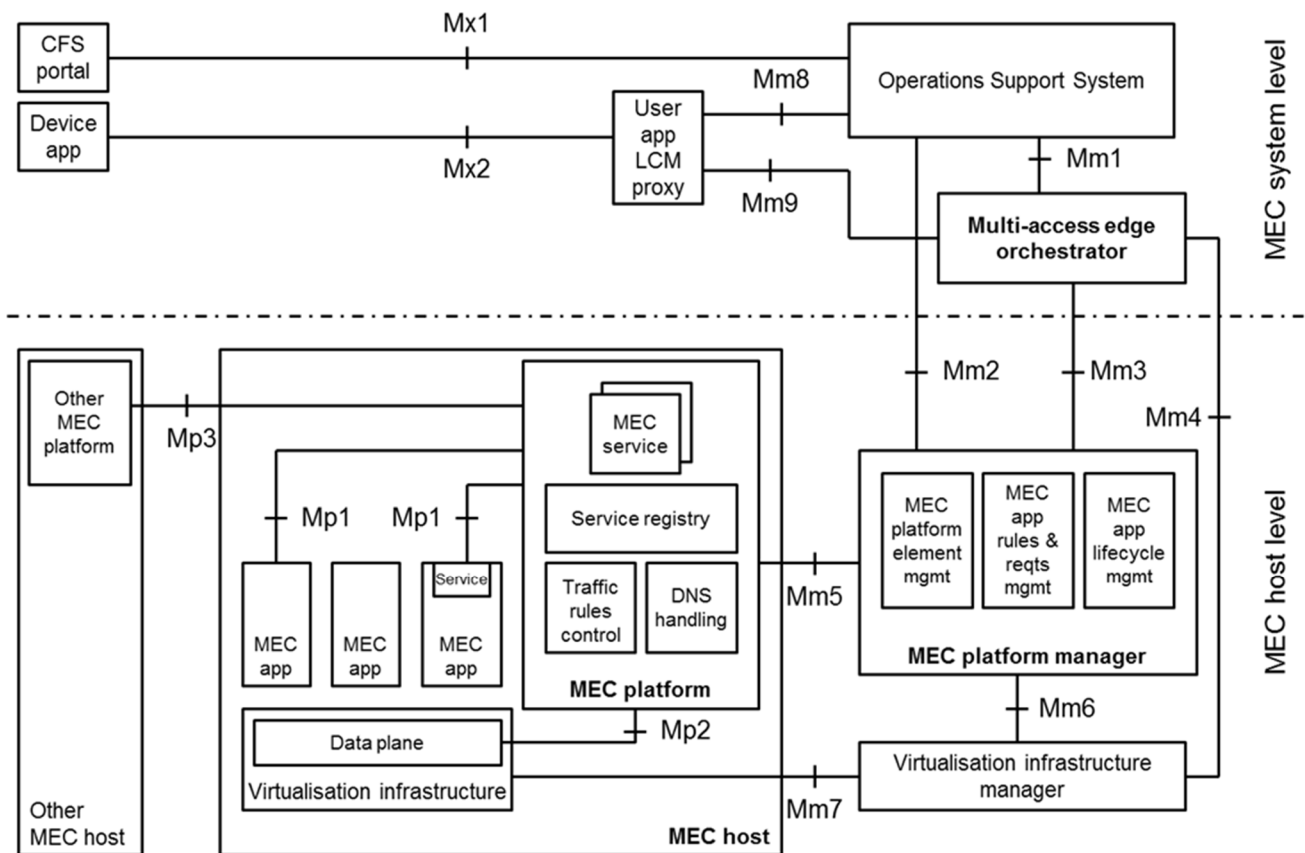 CFS
portal
Mx1
Operations Support System
Mm8
Device
app
Mx2
User
app
LCM
proxy
Mm9
Mm1
Multi-access edge
orchestrator
MEC system level
Other
MEC
platform
Mp3
MEC
service
Mm2
Mm3
Mm4
Mp1
Mp1
Service registry
Service
MEC
app
MEC
app
MEC
app
Traffic
rules
control
DNS
handling
MEC platform
Mm5
MEC
platform
element
mgmt
MEC
app
rules &
reqts
mgmt
MEC
app
lifecycle
mgmt
MEC platform manager
MEC host level
Mp2
Mm6
Data plane
Virtualisation infrastructure
Virtualisation infrastructure
manager
Mm7
Other
MEC host
MEC host